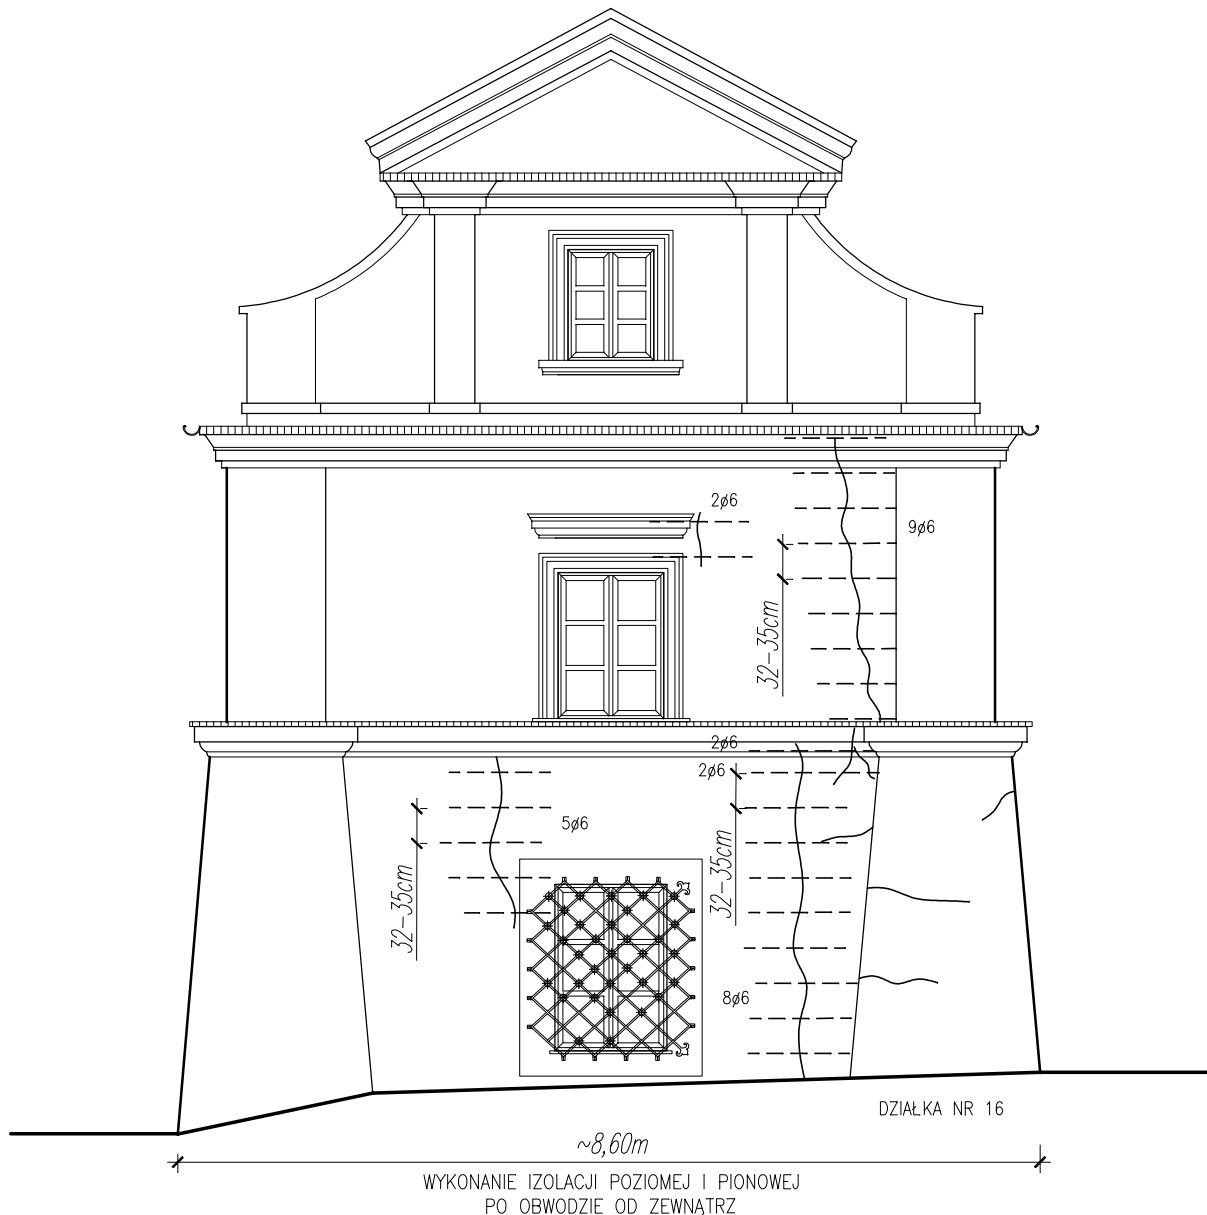 2ø6
9ø6
32-35cm
2ø6
2ø6
5ø6
32-35cm
32-35cm
8ø6
DZIAŁKA NR 16
~8,60m
WYKONANIE IZOLACJI POZIOMEJ I PIONOWEJ
PO OBWODZIE OD ZEWNĄTRZ